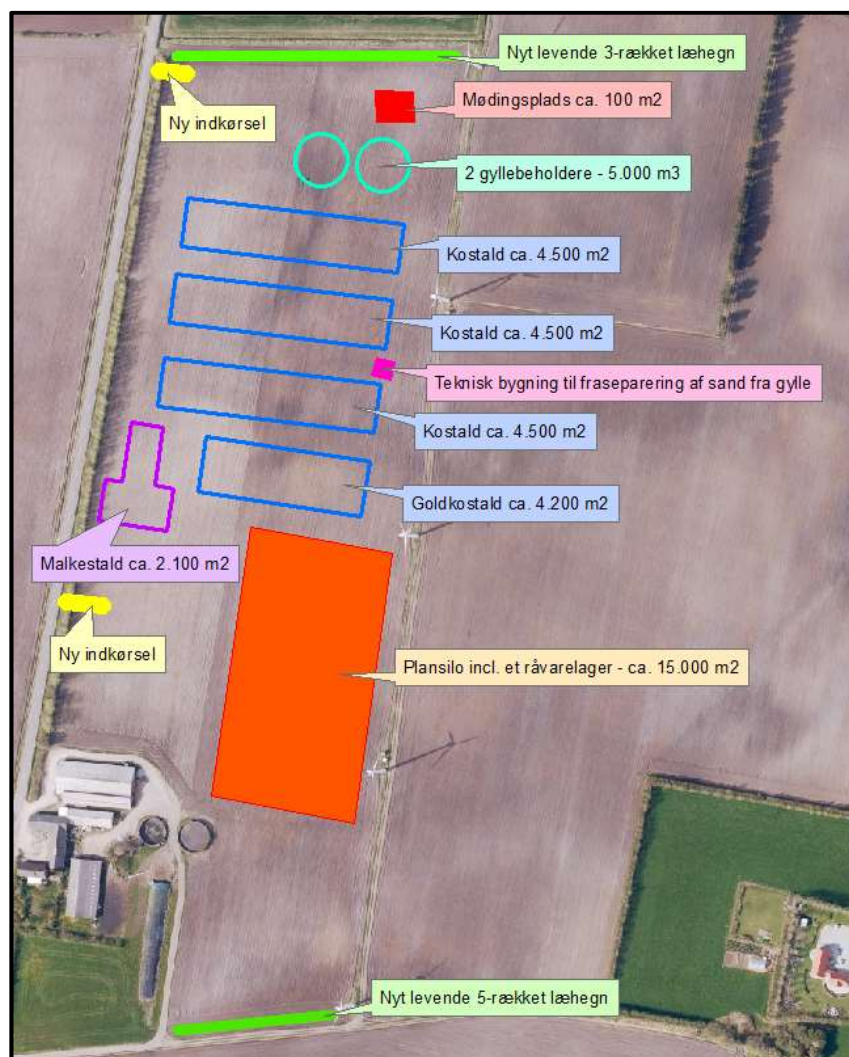 Nyt levende 3-rækket læhegn
Mødingsplads ca. 100 m2
Ny indkørsel
2 gyllebeholdere - 5.000 m3
Kostald ca. 4.500 m2
Kostald ca. 4.500 m2
Teknisk bygning til fraseparering af sand fra gylle
Kostald ca. 4.500 m2
Goldkostald ca. 4.200 m2
Malkestald ca. 2.100 m2
Ny indkørsel
Plansilo incl. et råvarelager - ca. 15.000 m2
Nyt levende 5-rækket læhegn